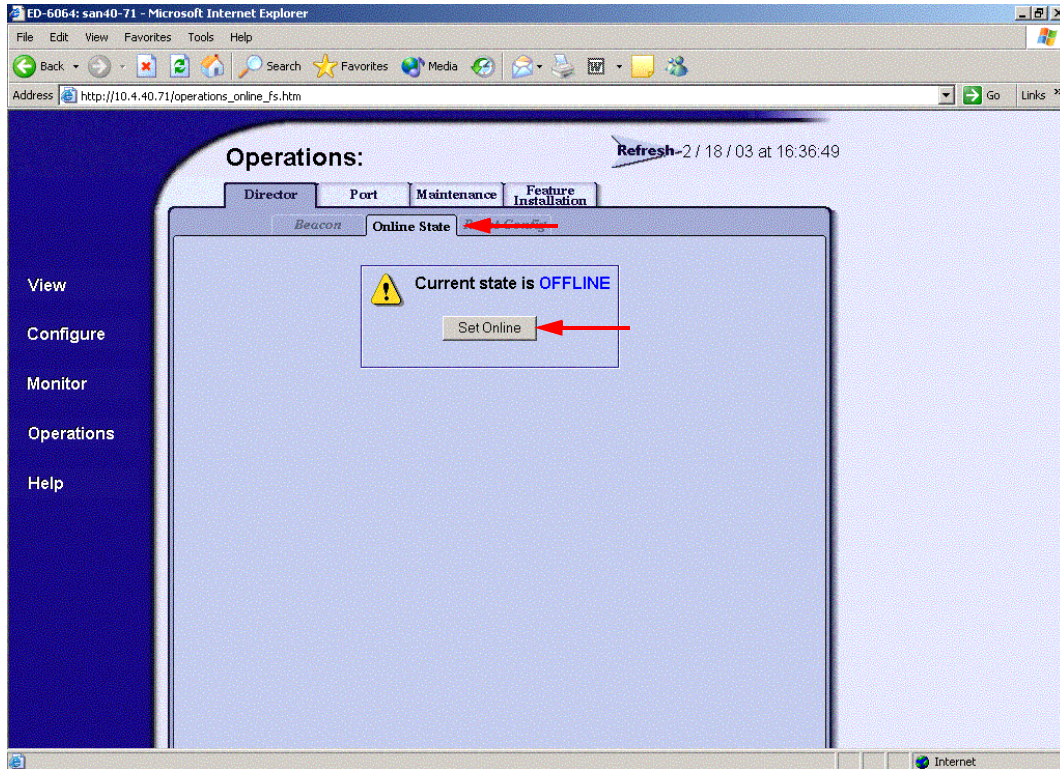 ED-6064: san40-71 - Microsoft Internet Explorer
File Edit View Favorites Tools Help
Back Search Favorites Media
Address http://10.4.40.71/operations_online_fs.htm Go Links »
Operations:
Refresh-2 / 18 / 03 at 16:36:49
Director Port Maintenance Feature Installation
Beacon Online State Reset Config
View
Configure
Monitor
Operations
Help
Current state is OFFLINE
Set Online
Internet